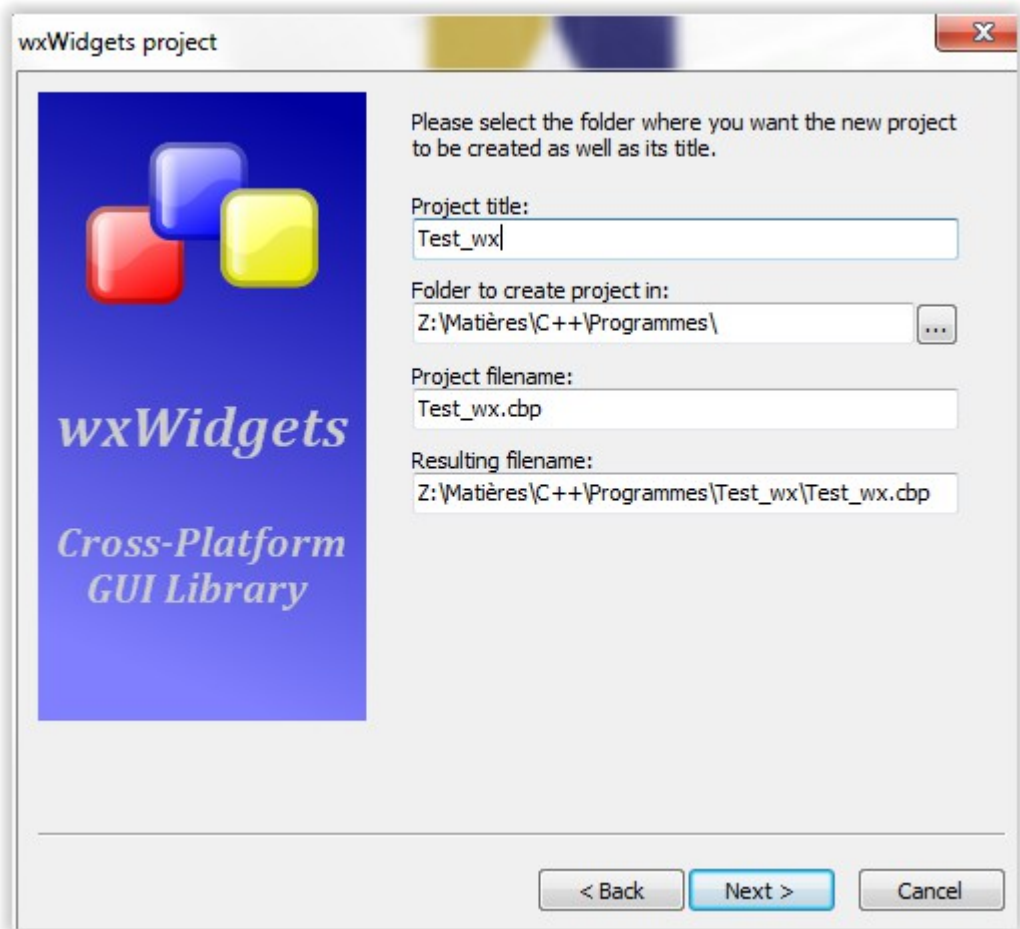 wxWidgets project
wxWidgets
Cross-Platform
GUI Library
Please select the folder where you want the new project
to be created as well as its title.
Project title:
Test_wx
Folder to create project in:
Z:\Matières\C++\Programmes\
...
Project filename:
Test_wx.cbp
Resulting filename:
Z:\Matières\C++\Programmes\Test_wx\Test_wx.cbp
< Back
Next >
Cancel